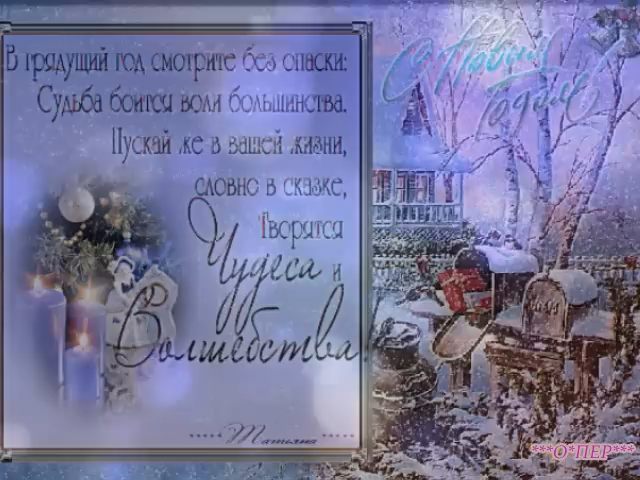 С Новым
Годом!
В грядущий год смотрите без опаски:
Судьба боится воли большинства.
Пускай же в вашей жизни,
словно в сказке,
Творятся
Чудеса и
Волшебства!
***** Татьяна *****
***О*ПЕР***